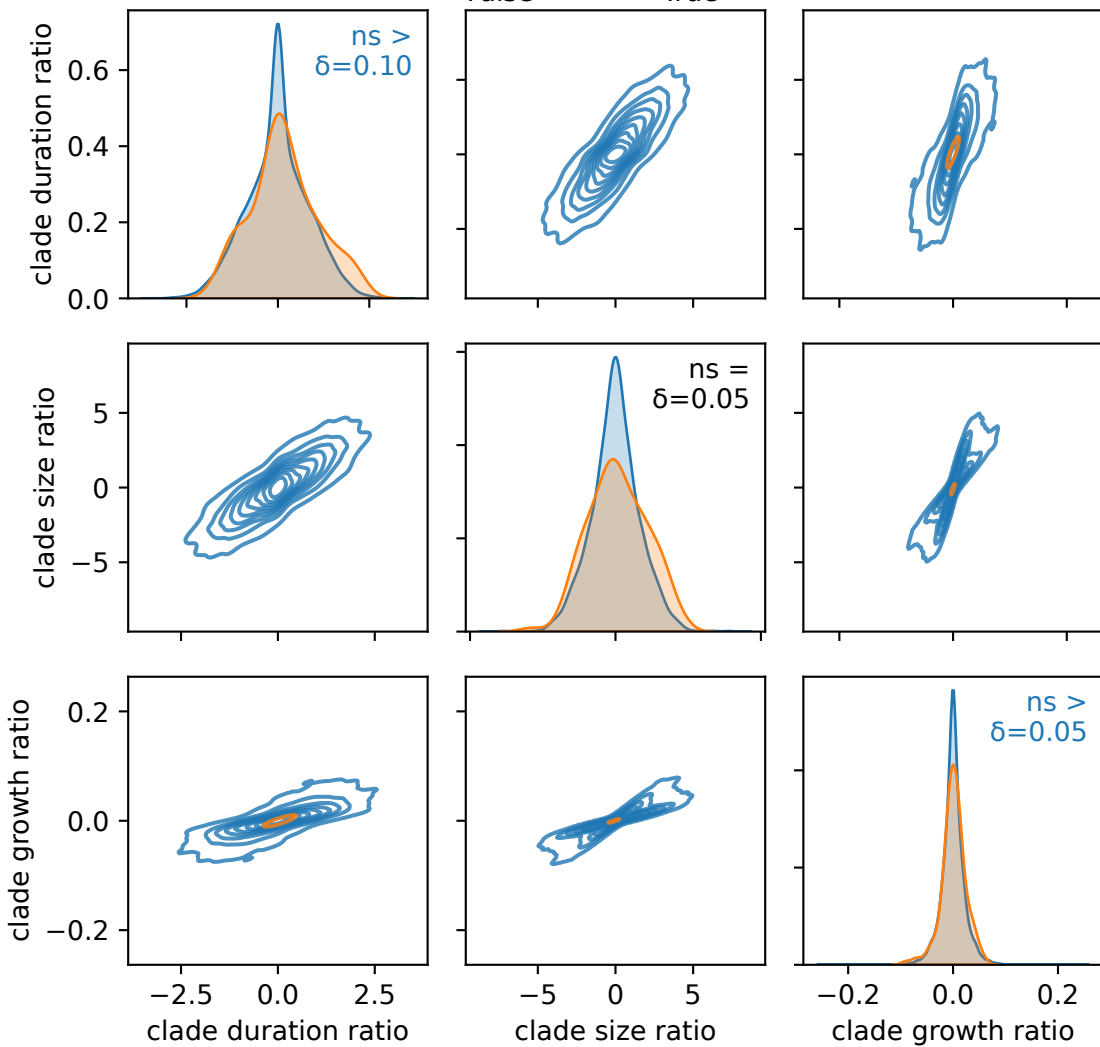 clade duration ratio
0.6
0.4
0.2
0.0
ns >
δ=0.10
clade size ratio
5
0
−5
ns =
δ=0.05
clade growth ratio
0.2
0.0
−0.2
ns >
δ=0.05
−2.5 0.0 2.5
−5 0 5
−0.2 0.0 0.2
clade duration ratio
clade size ratio
clade growth ratio